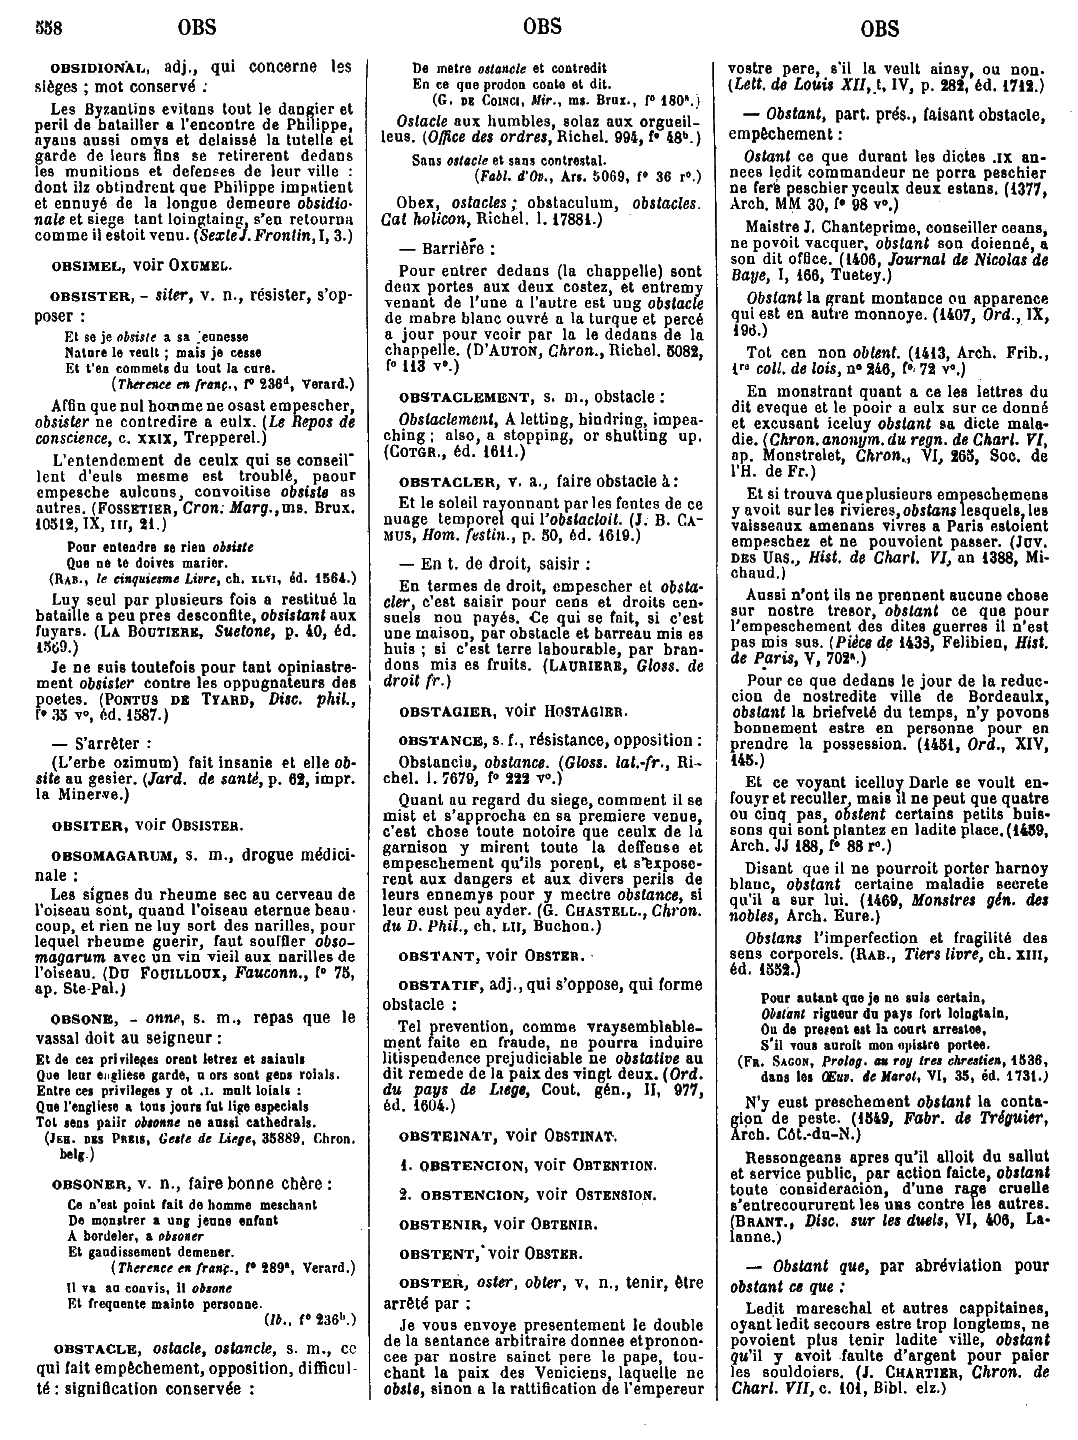 558 OBS OBS OBS
OBSIDIONAL, adj., qui concerne les
sièges ; mot conservé :
Les Byzantins evitans tout le dangier et
peril de batailler a l'encontre de Philippe,
ayans aussi omys et delaissé la tutelle et
garde de leurs fins se retirerent dedans
les munitions et defenses de leur ville :
dont ilz obtindrent que Philippe impatient
et ennuyé de la longue demeure obsidio-
nale et siege tant loingtaing, s'en retourna
comme il estoit venu. (Sexte J. Frontin, I, 3.)
OBSIMEL, voir OXUMEL.
OBSISTER, - siter, v. n., résister, s'op-
poser :
Et se je obsiste a sa jeunesse
Nature le veult ; mais je cesse
Et t'en commets du tout la cure.
(Therence en franç., f° 236d, Verard.)
Affin que nul homme ne osast empescher,
obsister ne contredire a eulx. (Le Repos de
conscience, c. XXIX, Trepperel.)
L'entendement de ceulx qui se conseil-
lent d'euls mesme est troublé, paour
empesche aulcuns, convoitise obsiste as
autres. (FOSSETIER, Cron. Marg., ms. Brux.
10512, IX, III, 21.)
Pour entendre se rien obsiste
Que ne te doives marier.
(RAB., le cinquiesme Livre, ch. XLVI, éd. 1564.)
Luy seul par plusieurs fois a restitué la
bataille a peu pres desconfite, obsistant aux
fuyars. (LA BOUTIERE, Suetone, p. 40, éd.
1569.)
Je ne suis toutefois pour tant opiniastre-
ment obsister contre les oppugnateurs des
poetes. (PONTUS DE TYARD, Disc. phil.,
f° 35 v°, éd. 1587.)
— S'arrêter :
(L'erbe ozimum) fait insanie et elle ob-
site au gesier. (Jard. de santé, p. 62, impr.
la Minerve.)
OBSITER, voir OBSISTER.
OBSOMAGARUM, s. m., drogue médici-
nale :
Les signes du rheume sec au cerveau de
l'oiseau sont, quand l'oiseau eternue beau-
coup, et rien ne luy sort des narilles, pour
lequel rheume guerir, faut souffler obso-
magarum avec un vin vieil aux narilles de
l'oiseau. (DU FOUILLOUX, Fauconn., f° 75,
ap. Ste-Pal.)
OBSONE, - onne, s. m., repas que le
vassal doit au seigneur :
Et de cez privileges orent letrez et saiauls
Que leur engliese garde, u ors sont gens roials.
Entre ces privileges y ot .I. mult loials :
Que l'engliese a tous jours fut lige especials
Tot sens paiir obsonne ne aussi cathedrals.
(JEH. DES PREIS, Geste de Liege, 35889, Chron.
belg.)
OBSONER, v. n., faire bonne chère :
Ce n'est point fait de homme meschant
De monstrer a ung jeune enfant
A bordeler, a obsoner
Et gaudissement demener.
(Therence en franç., f° 289a, Verard.)
Il va au convis, il obsone
Et frequente mainte personne.
(Ib., f° 236b.)
OBSTACLE, ostacle, ostancle, s. m., ce
qui fait empêchement, opposition, difficul-
té : signification conservée :
De metre ostancle et contredit
En ce que prodon conte et dit.
(G. DE COINCI, Mir., ms. Brux., f° 180a.)
Ostacle aux humbles, solaz aux orgueil-
leus. (Office des ordres, Richel. 994, f° 48b.)
Sans ostacle et sans contrestal.
(Fabl. d'Ov., Ars. 5069, f° 36 r°.)
Obex, ostacles ; obstaculum, obstacles.
Cat holicon, Richel. l. 17881.)
— Barrière :
Pour entrer dedans (la chappelle) sont
deux portes aux deux costez, et entremy
venant de l'une a l'autre est ung obstacle
de mabre blanc ouvré a la turque et percé
a jour pour veoir par la le dedans de la
chappelle. (D'AUTON, Chron., Richel. 5082,
f° 113 v°.)
OBSTACLEMENT, s. m., obstacle :
Obstaclement, A letting, hindring, impea-
ching ; also, a stopping, or shutting up.
(COTGR., éd. 1611.)
OBSTACLER, v. a., faire obstacle à :
Et le soleil rayonnant par les fentes de ce
nuage temporel qui l'obstacloit. (J. B. CA-
MUS, Hom. festin., p. 50, éd. 1619.)
— En t. de droit, saisir :
En termes de droit, empescher et obsta-
cler, c'est saisir pour cens et droits cen-
suels nou payés. Ce qui se fait, si c'est
une maison, par obstacle et barreau mis es
huis ; si c'est terre labourable, par bran-
dons mis es fruits. (LAURIERE, Gloss. de
droit fr.)
OBSTAGIER, voir HOSTAGIER.
OBSTANCE, s. f., résistance, opposition :
Obstancia, obstance. (Gloss. lat.-fr., Ri-
chel. l. 7679, f° 222 v°.)
Quant au regard du siege, comment il se
mist et s'approcha en sa premiere venue,
c'est chose toute notoire que ceulx de la
garnison y mirent toute la deffense et
empeschement qu'ils porent, et s'expose-
rent aux dangers et aux divers perils de
leurs ennemys pour y mectre obstance, si
leur eust peu ayder. (G. CHASTELL., Chron.
du D. Phil., ch. LII, Buchon.)
OBSTANT, voir OBSTER.
OBSTATIF, adj., qui s'oppose, qui forme
obstacle :
Tel prevention, comme vraysemblable-
ment faite en fraude, ne pourra induire
litispendence prejudiciable ne obstative au
dit remede de la paix des vingt deux. (Ord.
du pays de Liege, Cout. gén., II, 977,
éd. 1604.)
OBSTEINAT, voir OBSTINAT.
1. OBSTENCION, voir OBTENTION.
2. OBSTENCION, voir OSTENSION.
OBSTENIR, voir OBTENIR.
OBSTENT, voir OBSTER.
OBSTER, oster, obter, v. n., tenir, être
arrêté par :
Je vous envoye presentement le double
de la sentance arbitraire donnee et pronon-
cee par nostre sainct pere le pape, tou-
chant la paix des Veniciens, laquelle ne
obste, sinon a la rattification de l'empereur
vostre pere, s'il la veult ainsy, ou non.
(Lett. de Louis XII, t. IV, p. 282, éd. 1712.)
— Obstant, part. prés., faisant obstacle,
empêchement :
Ostant ce que durant les dictes .IX an-
nees ledit commandeur ne porra peschier
ne fere peschier yceulx deux estans. (1377,
Arch. MM 30, f° 98 v°.)
Maistre J. Chanteprime, conseiller ceans,
ne povoit vacquer, obstant son doienné, a
son dit office. (1406, Journal de Nicolas de
Baye, I, 166, Tuetey.)
Obstant la grant montance ou apparence
qui est en autre monnoye. (1407, Ord., IX,
196.)
Tot cen non obtent. (1413, Arch. Frib.,
1re coll. de lois, n° 246, f° 72 v°.)
En monstrant quant a ce les lettres du
dit eveque et le pooir a eulx sur ce donné
et excusant iceluy obstant sa dicte mala-
die. (Chron. anonym. du regn. de Charl. VI,
ap. Monstrelet, Chron., VI, 265, Soc. de
l'H. de Fr.)
Et si trouva que plusieurs empeschemens
y avoit sur les rivieres, obstans lesquels, les
vaisseaux amenans vivres a Paris estoient
empeschez et ne pouvoient passer. (JUV.
DES URS., Hist. de Charl. VI, an 1388, Mi-
chaud.)
Aussi n'ont ils ne prennent aucune chose
sur nostre tresor, obstant ce que pour
l'empeschement des dites guerres il n'est
pas mis sus. (Pièce de 1433, Felibien, Hist.
de Paris, V, 702a.)
Pour ce que dedans le jour de la reduc-
cion de nostredite ville de Bordeaulx,
obstant la briefveté du temps, n'y povons
bonnement estre en personne pour en
prendre la possession. (1451, Ord., XIV,
145.)
Et ce voyant icelluy Darle se voult en-
fouyr et reculler, mais il ne peut que quatre
ou cinq pas, obstent certains petits buis-
sons qui sont plantez en ladite place. (1459,
Arch. JJ 188, f° 88 r°.)
Disant que il ne pourroit porter harnoy
blanc, obstant certaine maladie secrete
qu'il a sur lui. (1469, Monstres gén. des
nobles, Arch. Eure.)
Obstans l'imperfection et fragilité des
sens corporels. (RAB., Tiers livre, ch. XIII,
éd. 1552.)
Pour autant que je ne suis certain,
Obstant rigueur du pays fort loingtain,
Ou de present est la court arrestee,
S'il vous auroit mon epistre portee.
(FR. SAGON, Prolog. au roy tres chrestien, 1536,
dans les Œuv. de Marot, VI, 35, éd. 1731.)
N'y eust preschement obstant la conta-
gion de peste. (1549, Fabr. de Tréguier,
Arch. Côt.-du-N.)
Ressongeans apres qu'il alloit du sallut
et service public, par action faicte, obstant
toute consideracion, d'une rage cruelle
s'entrecoururent les uns contre les autres.
(BRANT., Disc. sur les duels, VI, 406, La-
lanne.)
— Obstant que, par abréviation pour
obstant ce que :
Ledit mareschal et autres cappitaines,
oyant ledit secours estre trop longtems, ne
povoient plus tenir ladite ville, obstant
qu'il y avoit faulte d'argent pour paier
les souldoiers. (J. CHARTIER, Chron. de
Charl. VII, c. 101, Bibl. elz.)